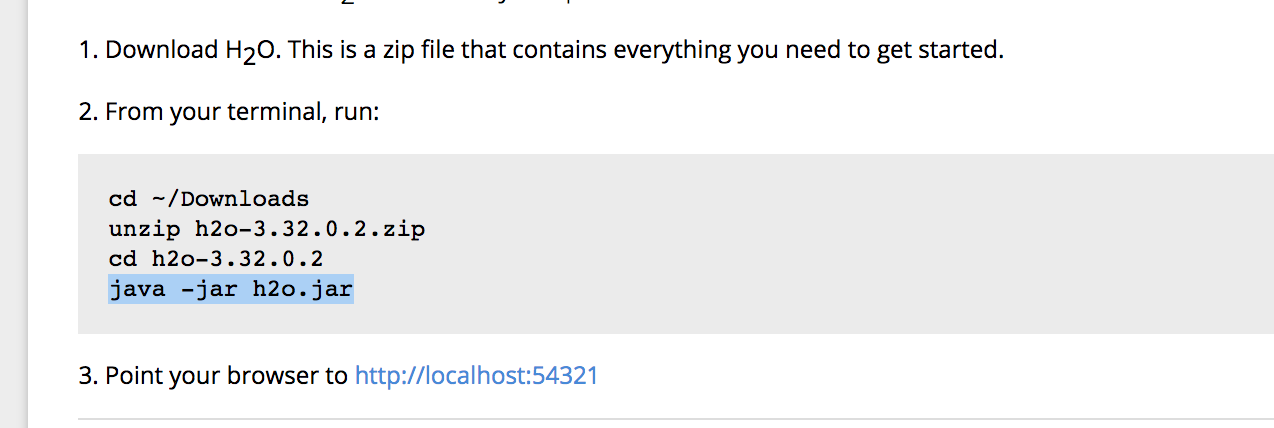 1. Download H2O. This is a zip file that contains everything you need to get started.
2. From your terminal, run:
cd ~/Downloads
unzip h2o-3.32.0.2.zip
cd h2o-3.32.0.2
java -jar h2o.jar
3. Point your browser to http://localhost:54321